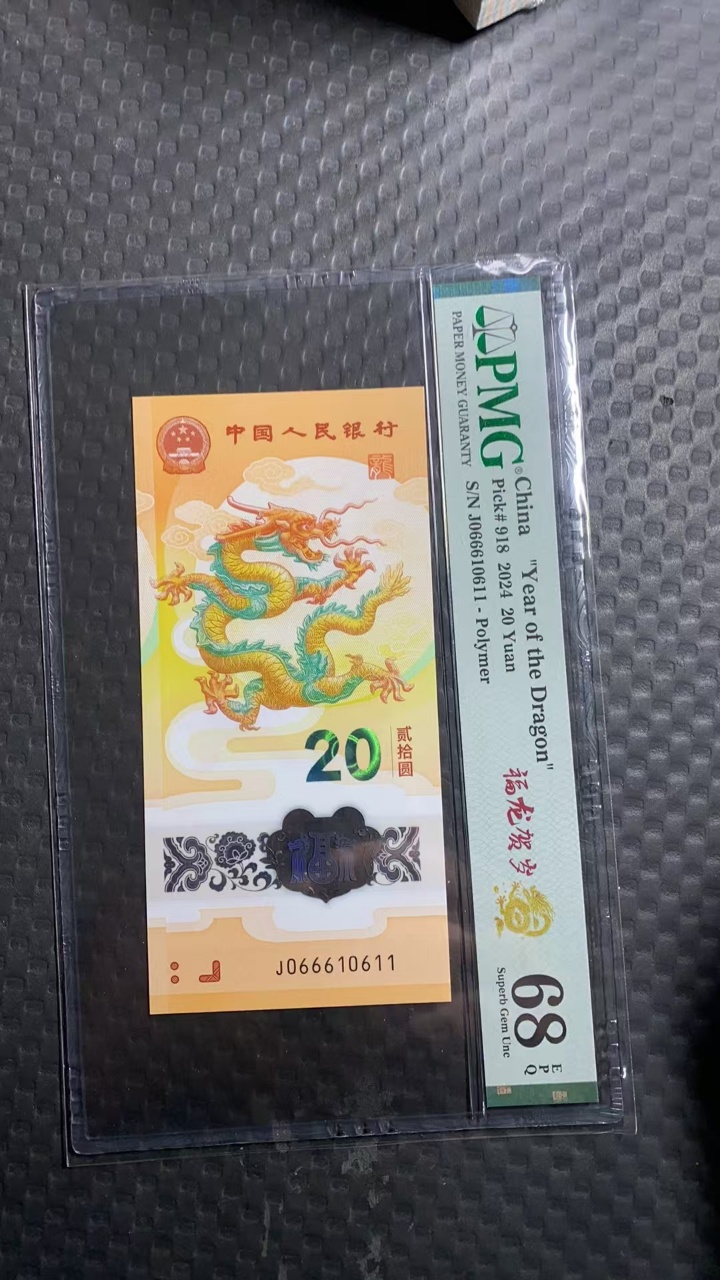 PMG®
PAPER MONEY GUARANTY
China "Year of the Dragon"
Pick# 918 2024 20 Yuan
S/N J066610611 - Polymer
福龙贺岁
68 EPQ
Superb Gem Unc
中国人民银行
20
贰拾圆
福
J066610611